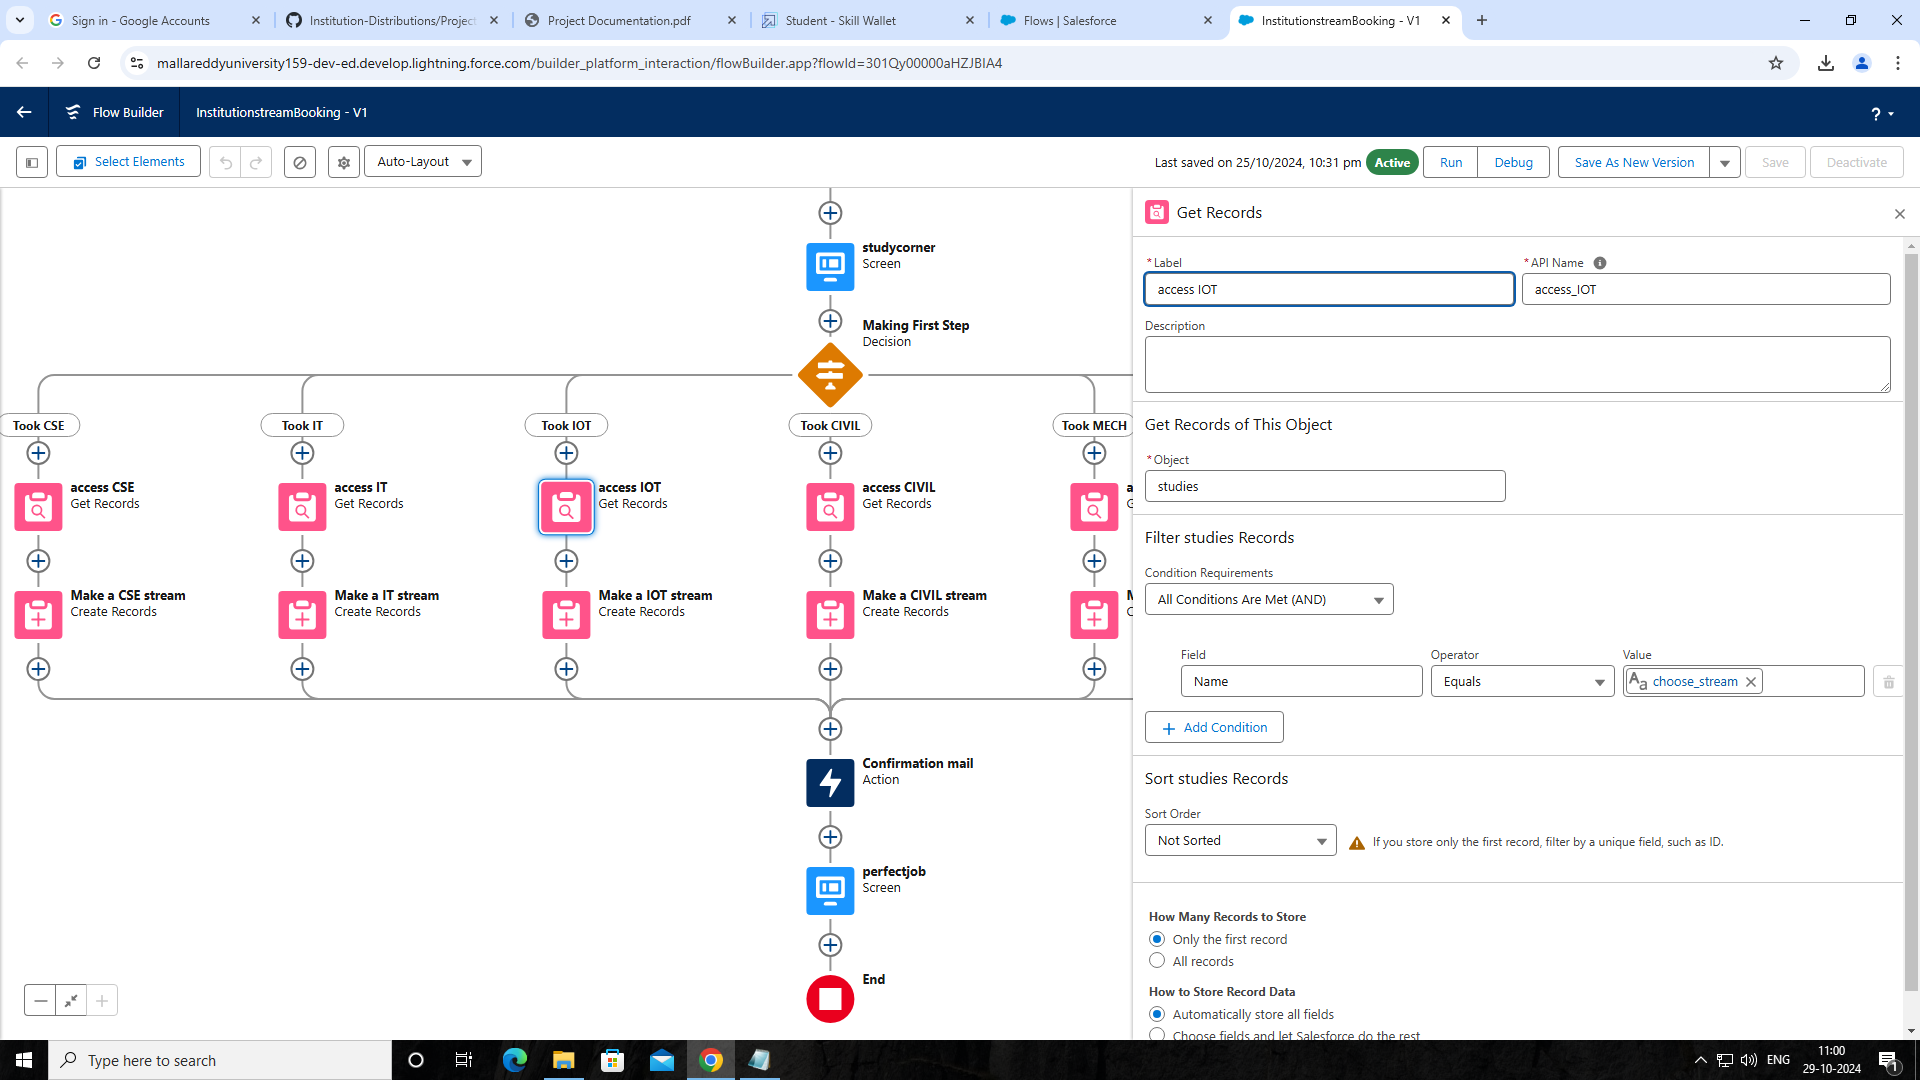 Sign in - Google Accounts
Institution-Distributions/Project
Project Documentation.pdf
Student - Skill Wallet
Flows | Salesforce
InstitutionstreamBooking - V1
mallareddyuniversity159-dev-ed.develop.lightning.force.com/builder_platform_interaction/flowBuilder.app?flowId=301Qy00000aHZJBIA4
Flow Builder
InstitutionstreamBooking - V1
?
Select Elements
Auto-Layout
Last saved on 25/10/2024, 10:31 pm
Active
Run
Debug
Save As New Version
Save
Deactivate
studycorner
Screen
Making First Step
Decision
Took CSE
Took IT
Took IOT
Took CIVIL
Took MECH
access CSE
Get Records
access IT
Get Records
access IOT
Get Records
access CIVIL
Get Records
a
G
Make a CSE stream
Create Records
Make a IT stream
Create Records
Make a IOT stream
Create Records
Make a CIVIL stream
Create Records
M
C
Confirmation mail
Action
perfectjob
Screen
End
Get Records
*Label
access IOT
*API Name
access_IOT
Description
Get Records of This Object
*Object
studies
Filter studies Records
Condition Requirements
All Conditions Are Met (AND)
Field
Name
Operator
Equals
Value
Aa choose_stream
Add Condition
Sort studies Records
Sort Order
Not Sorted
If you store only the first record, filter by a unique field, such as ID.
How Many Records to Store
Only the first record
All records
How to Store Record Data
Automatically store all fields
Choose fields and let Salesforce do the rest
Type here to search
ENG
11:00
29-10-2024
1